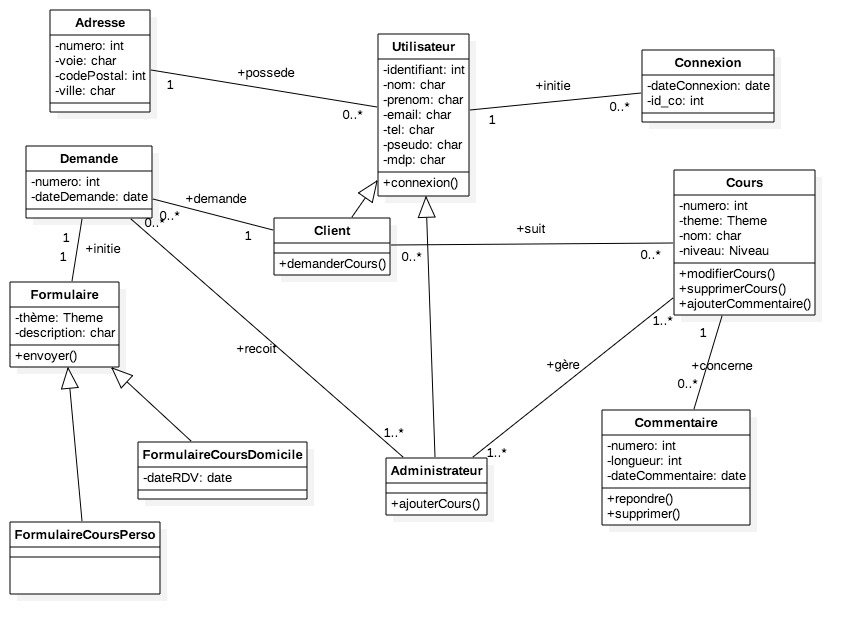 Adresse
-numero: int
-voie: char
-codePostal: int
-ville: char
+possede
1
0..*
Utilisateur
-identifiant: int
-nom: char
-prenom: char
-email: char
-tel: char
-pseudo: char
-mdp: char
+connexion()
+initie
1
0..*
Connexion
-dateConnexion: date
-id_co: int
Demande
-numero: int
-dateDemande: date
+demande
0..*
0..*
1
Client
+demanderCours()
+suit
0..*
0..*
Cours
-numero: int
-theme: Theme
-nom: char
-niveau: Niveau
+modifierCours()
+supprimerCours()
+ajouterCommentaire()
1
1
+initie
Formulaire
-thème: Theme
-description: char
+envoyer()
+recoit
1..*
+gère
1..*
1..*
1
+concerne
0..*
Commentaire
-numero: int
-longueur: int
-dateCommentaire: date
+repondre()
+supprimer()
FormulaireCoursDomicile
-dateRDV: date
Administrateur
+ajouterCours()
FormulaireCoursPerso